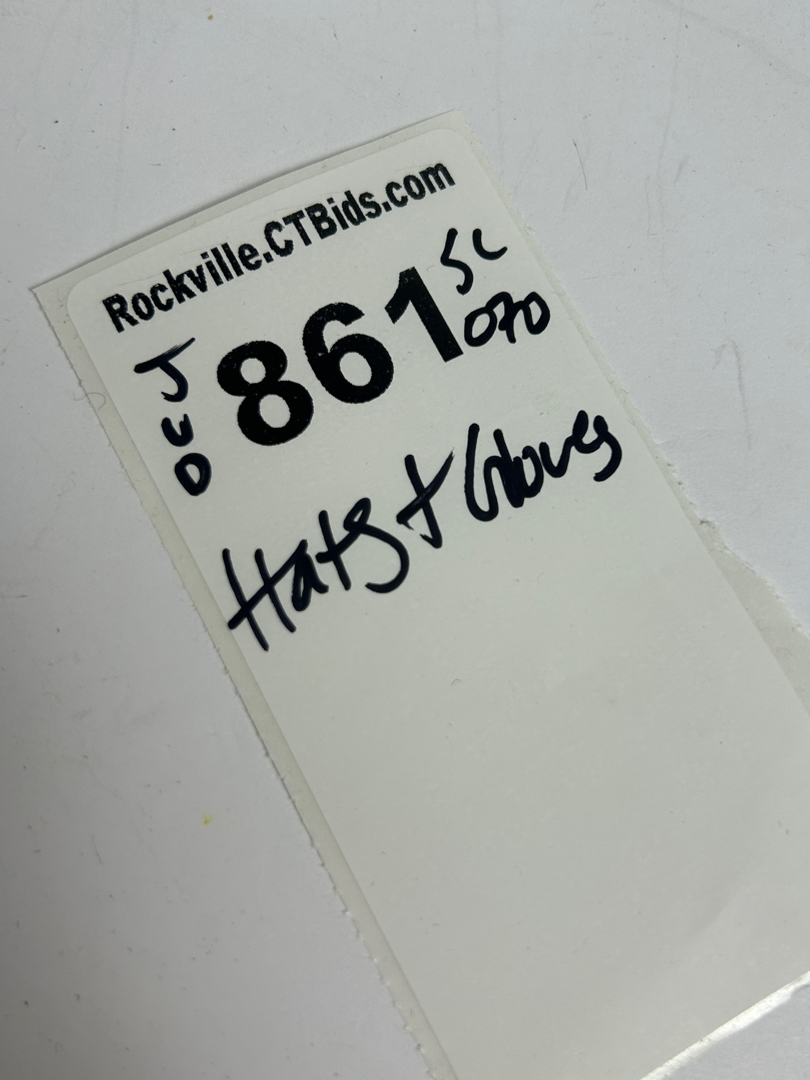 Rockville.CTBids.com
JUD 861 SC
070
Hats + Gloves